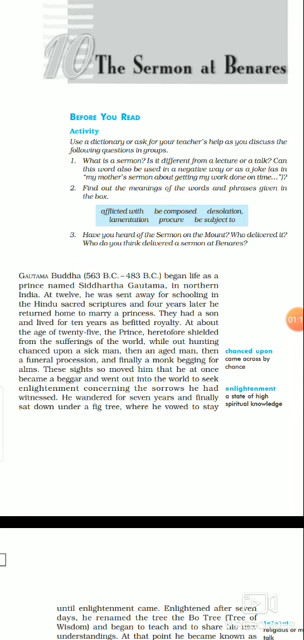 10 The Sermon at Benares
BEFORE YOU READ
Activity
Use a dictionary or ask for your teacher's help as you discuss the
following questions in groups.
1. What is a sermon? Is it different from a lecture or a talk? Can
this word also be used in a negative way or as a joke (as in
“my mother's sermon about getting my work done on time...”)?
2. Find out the meanings of the words and phrases given in
the box.
afflicted with be composed desolation,
lamentation procure be subject to
3. Have you heard of the Sermon on the Mount? Who delivered it?
Who do you think delivered a sermon at Benares?
GAUTAMA Buddha (563 B.C. – 483 B.C.) began life as a
prince named Siddhartha Gautama, in northern
India. At twelve, he was sent away for schooling in
the Hindu sacred scriptures and four years later he
returned home to marry a princess. They had a son
and lived for ten years as befitted royalty. At about
the age of twenty-five, the Prince, heretofore shielded
from the sufferings of the world, while out hunting
chanced upon a sick man, then an aged man, then
a funeral procession, and finally a monk begging for
alms. These sights so moved him that he at once
became a beggar and went out into the world to seek
enlightenment concerning the sorrows he had
witnessed. He wandered for seven years and finally
sat down under a fig tree, where he vowed to stay
01:1
chanced upon
came across by
chance
enlightenment
a state of high
spiritual knowledge
until enlightenment came. Enlightened after seven
days, he renamed the tree the Bo Tree (Tree of
Wisdom) and began to teach and to share his new
understandings. At that point he became known as
religious or m
talk